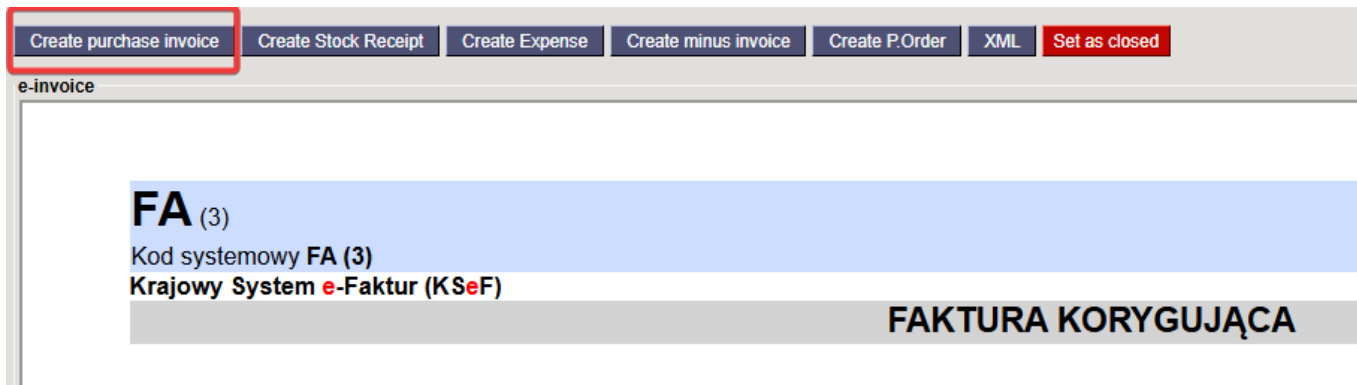 Create purchase invoice Create Stock Receipt Create Expense Create minus invoice Create P.Order XML Set as closed
e-invoice
FA (3)
Kod systemowy FA (3)
Krajowy System e-Faktur (KSeF)
FAKTURA KORYGUJĄCA